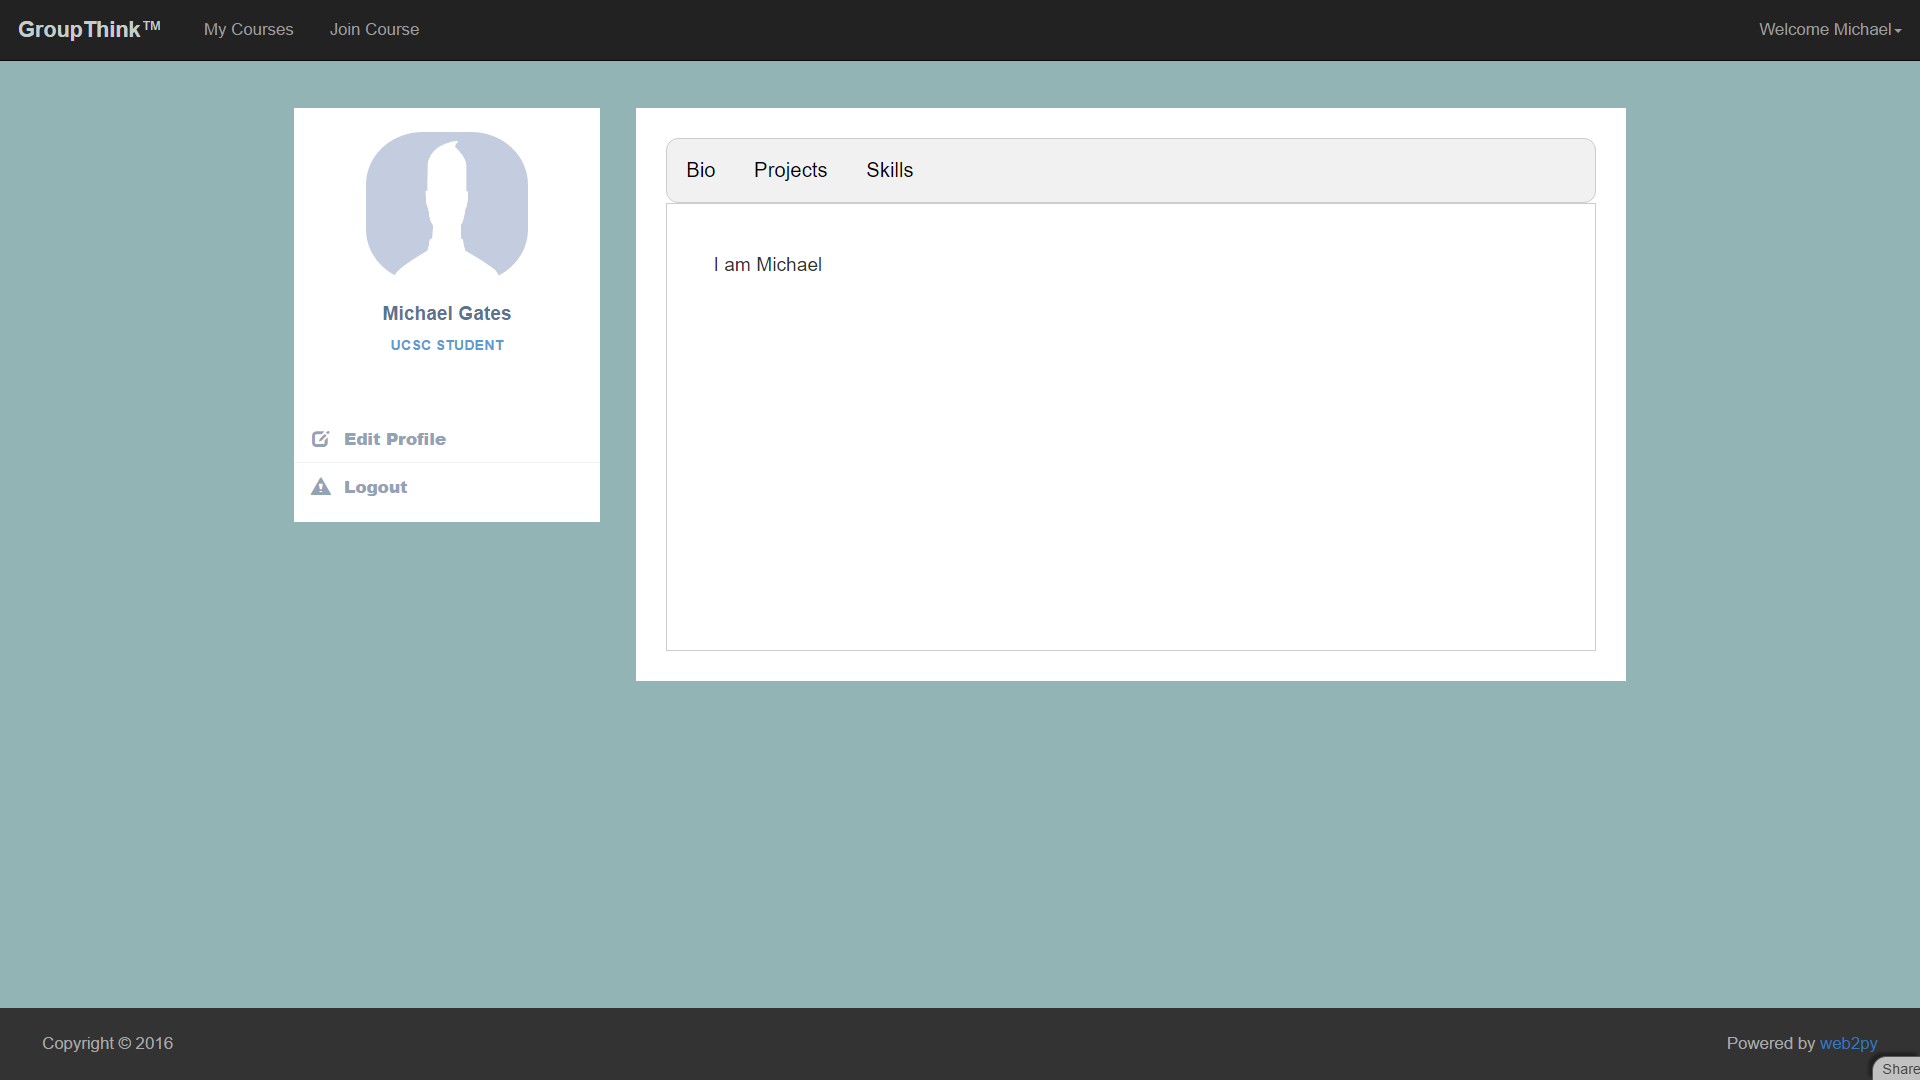 GroupThink™ My Courses Join Course Welcome Michael
Michael Gates
UCSC STUDENT
Edit Profile
Logout
Bio Projects Skills
I am Michael
Copyright © 2016 Powered by web2py
Share